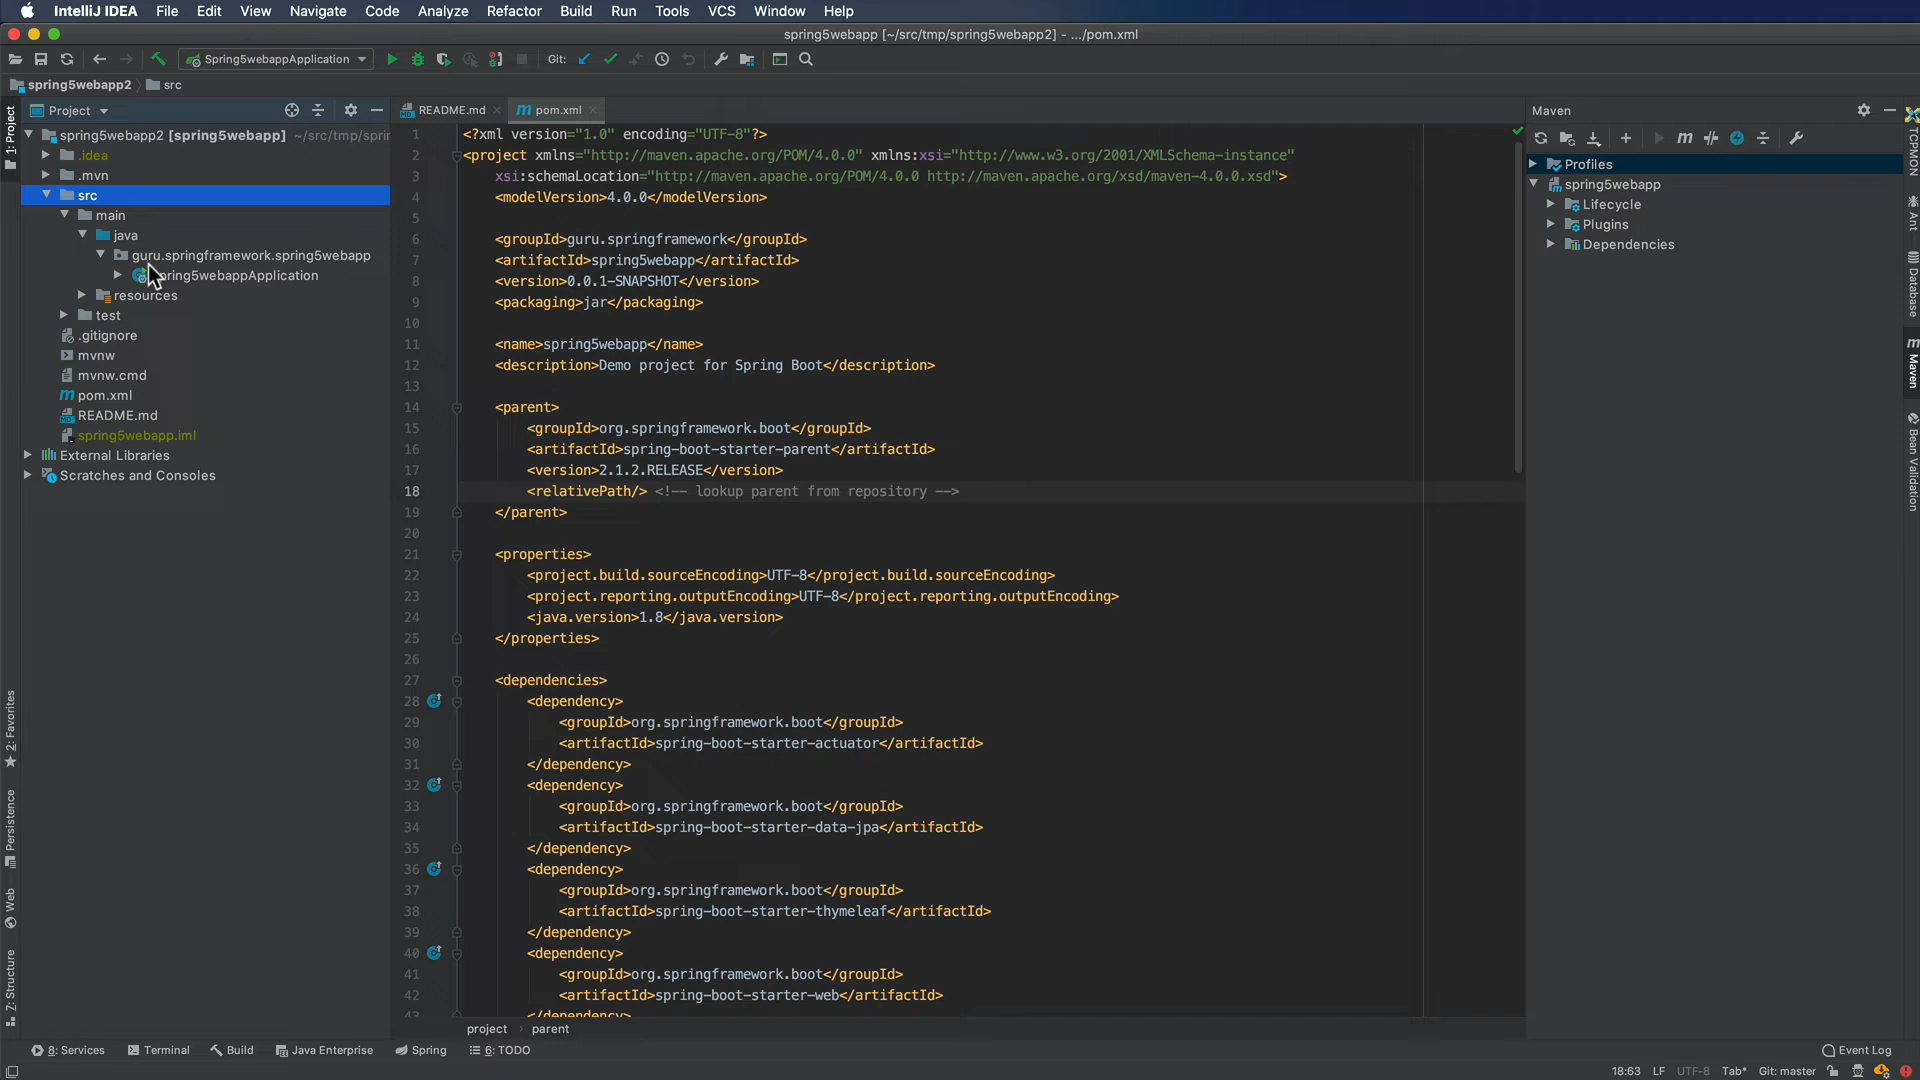 IntelliJ IDEA File Edit View Navigate Code Analyze Refactor Build Run Tools VCS Window Help
spring5webapp [~/src/tmp/spring5webapp2] - .../pom.xml
Spring5webappApplication Git:
spring5webapp2 src
Project
README.md
pom.xml
Maven
1: Project
2: Favorites
Persistence
Web
Z: Structure
spring5webapp2 [spring5webapp] ~/src/tmp/sprin
.idea
.mvn
src
main
java
guru.springframework.spring5webapp
pring5webappApplication
resources
test
.gitignore
mvnw
mvnw.cmd
pom.xml
README.md
spring5webapp.iml
External Libraries
Scratches and Consoles
1 <?xml version="1.0" encoding="UTF-8"?>
2 <project xmlns="http://maven.apache.org/POM/4.0.0" xmlns:xsi="http://www.w3.org/2001/XMLSchema-instance"
3 xsi:schemaLocation="http://maven.apache.org/POM/4.0.0 http://maven.apache.org/xsd/maven-4.0.0.xsd">
4 <modelVersion>4.0.0</modelVersion>
5
6 <groupId>guru.springframework</groupId>
7 <artifactId>spring5webapp</artifactId>
8 <version>0.0.1-SNAPSHOT</version>
9 <packaging>jar</packaging>
10
11 <name>spring5webapp</name>
12 <description>Demo project for Spring Boot</description>
13
14 <parent>
15 <groupId>org.springframework.boot</groupId>
16 <artifactId>spring-boot-starter-parent</artifactId>
17 <version>2.1.2.RELEASE</version>
18 <relativePath/> <!-- lookup parent from repository -->
19 </parent>
20
21 <properties>
22 <project.build.sourceEncoding>UTF-8</project.build.sourceEncoding>
23 <project.reporting.outputEncoding>UTF-8</project.reporting.outputEncoding>
24 <java.version>1.8</java.version>
25 </properties>
26
27 <dependencies>
28 <dependency>
29 <groupId>org.springframework.boot</groupId>
30 <artifactId>spring-boot-starter-actuator</artifactId>
31 </dependency>
32 <dependency>
33 <groupId>org.springframework.boot</groupId>
34 <artifactId>spring-boot-starter-data-jpa</artifactId>
35 </dependency>
36 <dependency>
37 <groupId>org.springframework.boot</groupId>
38 <artifactId>spring-boot-starter-thymeleaf</artifactId>
39 </dependency>
40 <dependency>
41 <groupId>org.springframework.boot</groupId>
42 <artifactId>spring-boot-starter-web</artifactId>
43 </dependency>
project parent
Profiles
spring5webapp
Lifecycle
Plugins
Dependencies
TCPMON
Ant
Database
Maven
Bean Validation
8: Services Terminal Build Java Enterprise Spring 6: TODO Event Log
18:63 LF UTF-8 Tab* Git: master